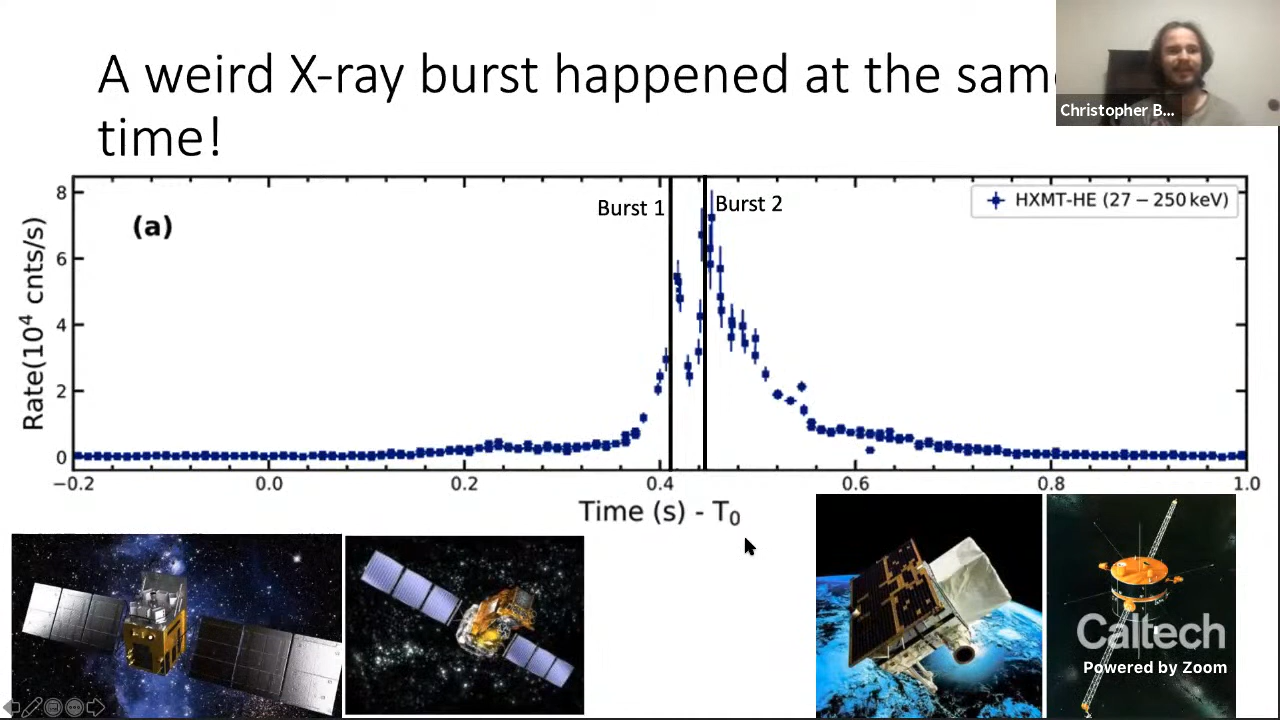 A weird X-ray burst happened at the same
time!
Christopher B...
8
6
4
2
0
Rate(10⁴ cnts/s)
(a)
Burst 1
Burst 2
HXMT-HE (27 − 250 keV)
−0.2
0.0
0.2
0.4
0.6
0.8
1.0
Time (s) - T₀
Caltech
Powered by Zoom